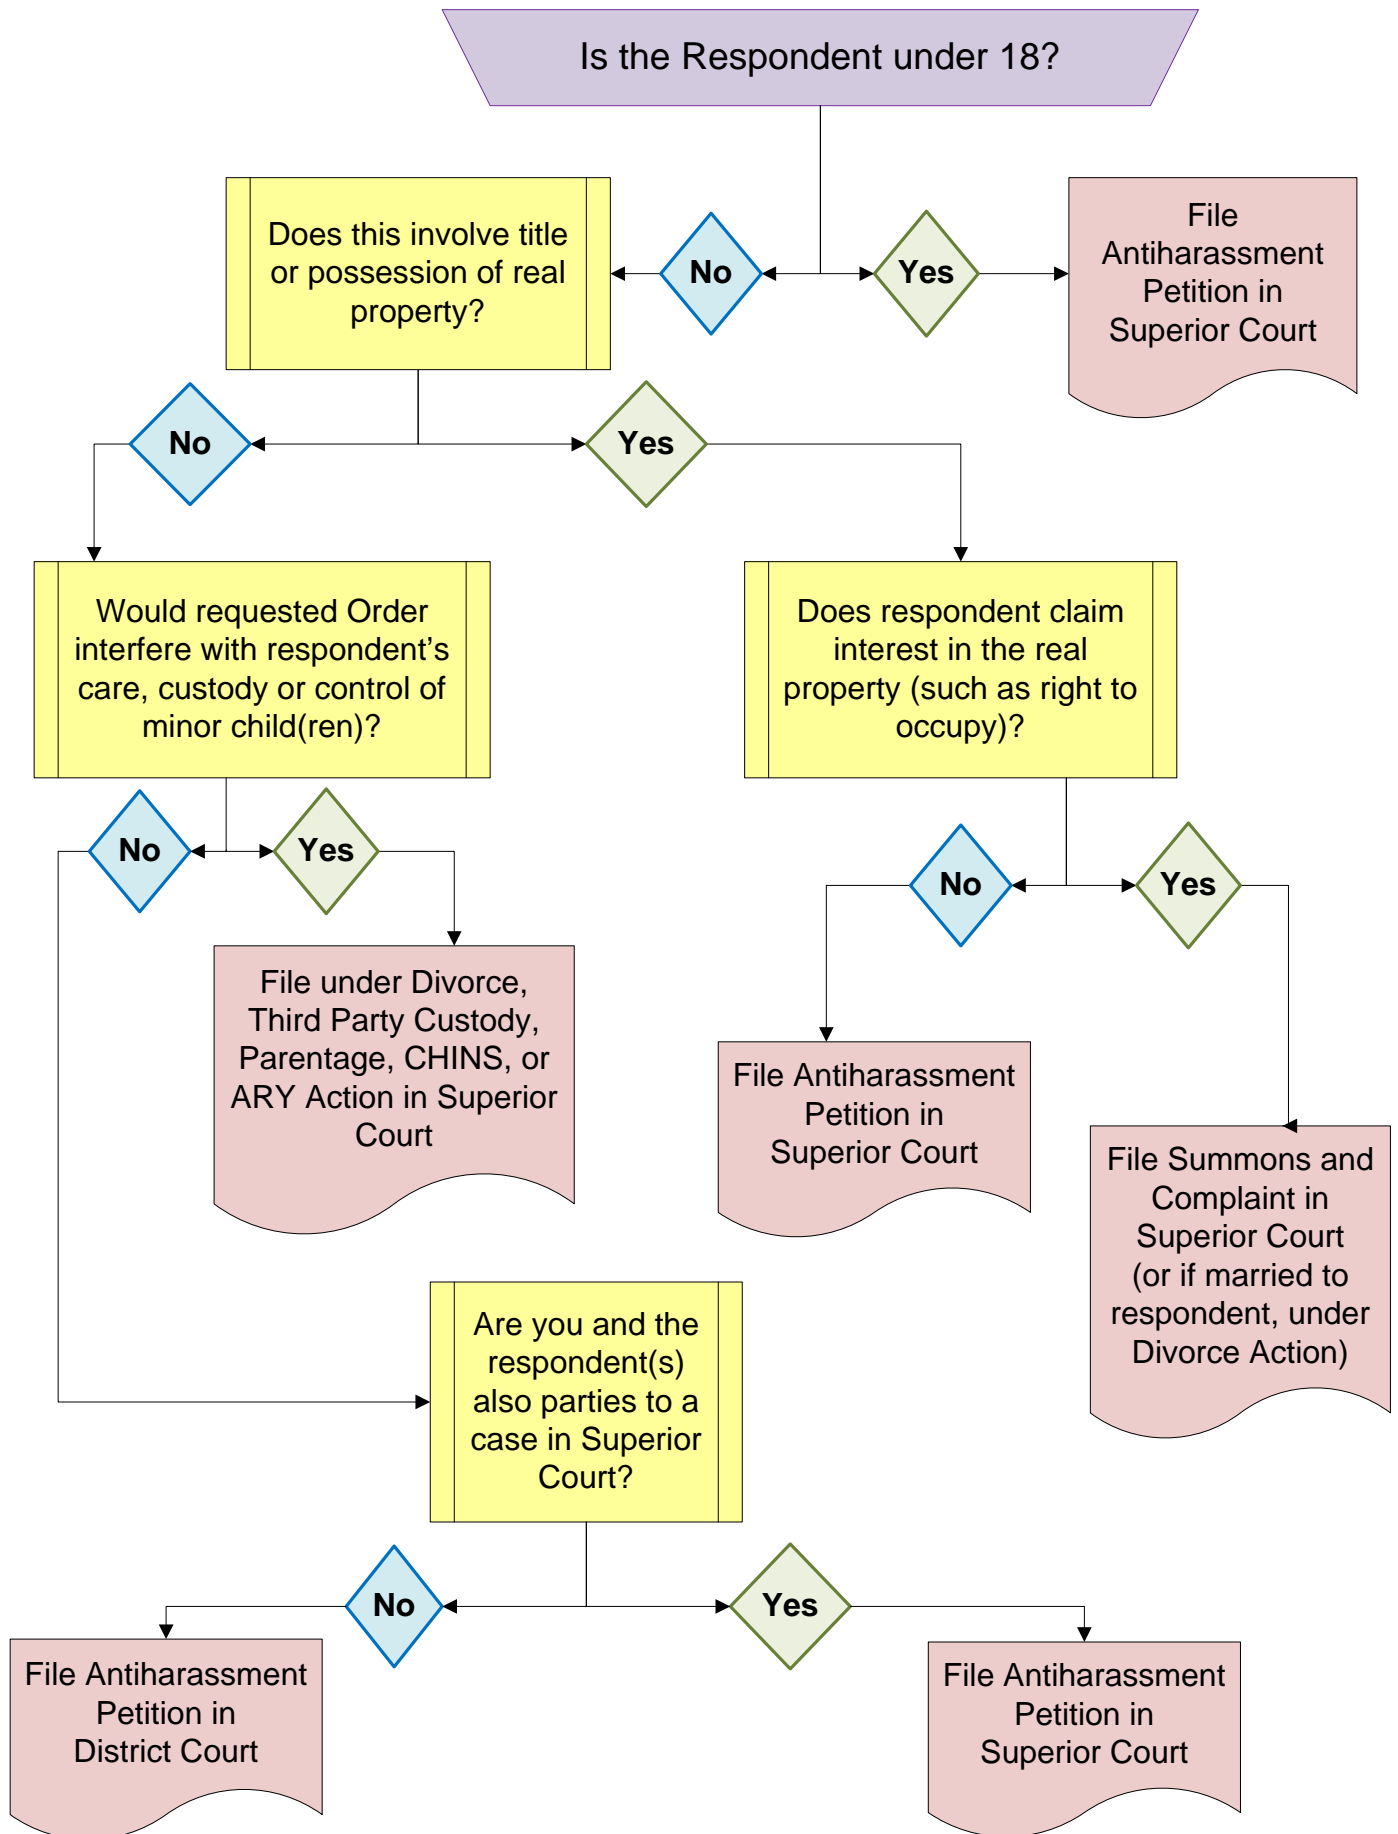 Is the Respondent under 18?
Does this involve title
or possession of real
property?
No
Yes
File
Antiharassment
Petition in
Superior Court
No
Yes
Would requested Order
interfere with respondent’s
care, custody or control of
minor child(ren)?
Does respondent claim
interest in the real
property (such as right to
occupy)?
No
Yes
No
Yes
File under Divorce,
Third Party Custody,
Parentage, CHINS, or
ARY Action in Superior
Court
File Antiharassment
Petition in
Superior Court
File Summons and
Complaint in
Superior Court
(or if married to
respondent, under
Divorce Action)
Are you and the
respondent(s)
also parties to a
case in Superior
Court?
No
Yes
File Antiharassment
Petition in
District Court
File Antiharassment
Petition in
Superior Court